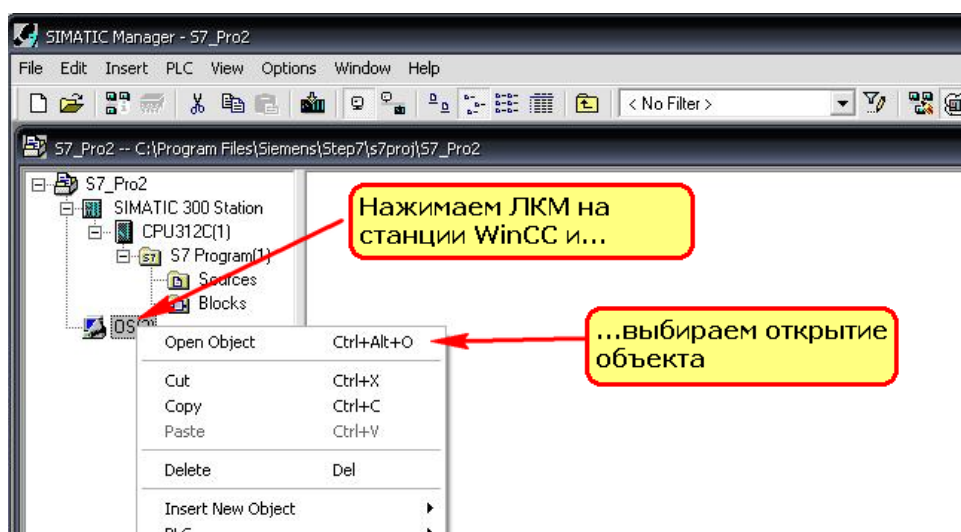 SIMATIC Manager - S7_Pro2
File Edit Insert PLC View Options Window Help
< No Filter >
S7_Pro2 -- C:\Program Files\Siemens\Step7\s7proj\S7_Pro2
S7_Pro2
SIMATIC 300 Station
CPU312C(1)
S7 Program(1)
Sources
Blocks
Нажимаем ЛКМ на
станции WinCC и...
...выбираем открытие
объекта
Open Object Ctrl+Alt+O
Cut Ctrl+X
Copy Ctrl+C
Paste Ctrl+V
Delete Del
Insert New Object